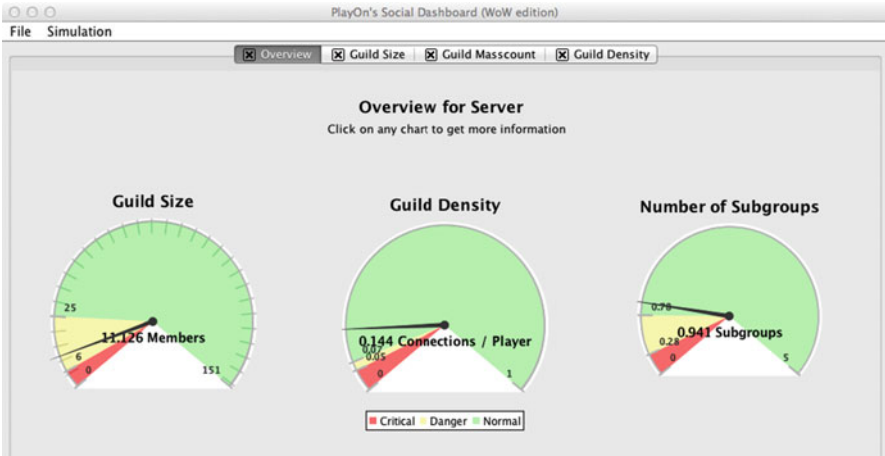 PlayOn's Social Dashboard (WoW edition)
File Simulation
Overview Guild Size Guild Masscount Guild Density
Overview for Server
Click on any chart to get more information
Guild Size
25
11.126 Members
6
0
151
Guild Density
0.144 Connections / Player
0.07
0.05
0
1
Number of Subgroups
0.78
0.941 Subgroups
0.28
0
5
Critical Danger Normal